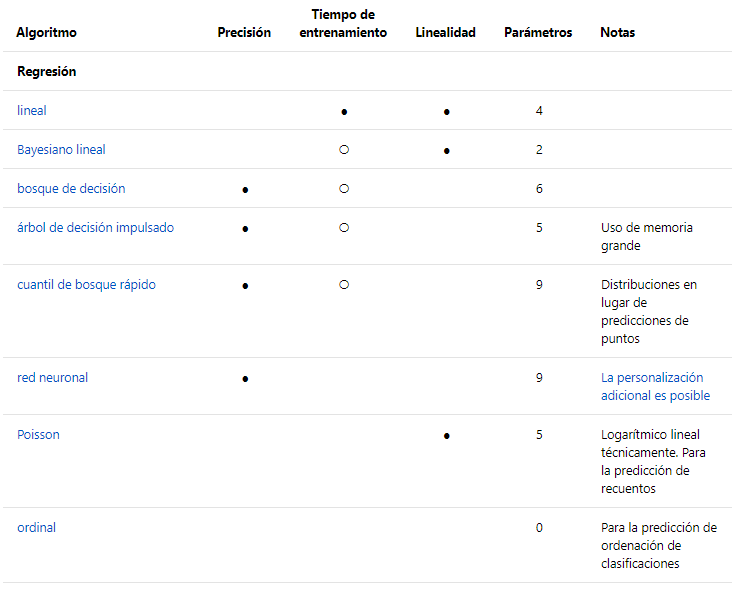 Algoritmo Precisión Tiempo de entrenamiento Linealidad Parámetros Notas
Regresión
lineal ● ● 4
Bayesiano lineal ○ ● 2
bosque de decisión ● ○ 6
árbol de decisión impulsado ● ○ 5 Uso de memoria
grande
cuantil de bosque rápido ● ○ 9 Distribuciones en
lugar de
predicciones de
puntos
red neuronal ● 9 La personalización
adicional es posible
Poisson ● 5 Logarítmico lineal
técnicamente. Para
la predicción de
recuentos
ordinal 0 Para la predicción de
ordenación de
clasificaciones